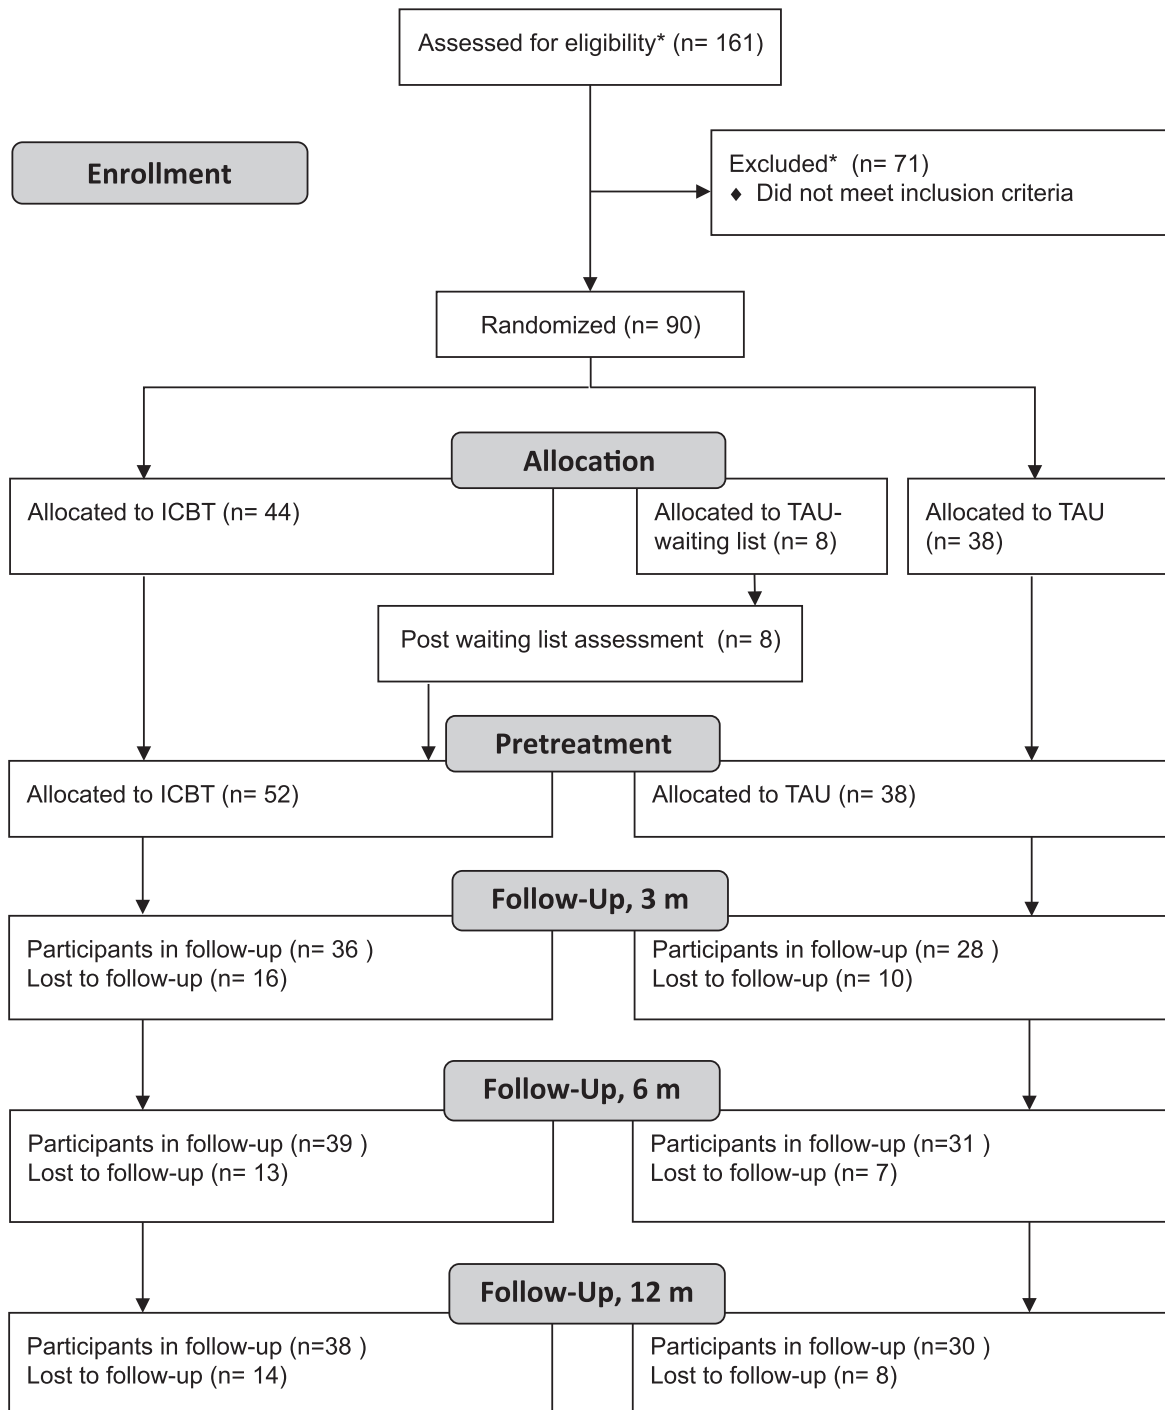 Assessed for eligibility* (n= 161)
Enrollment
Excluded* (n= 71)
♦ Did not meet inclusion criteria
Randomized (n= 90)
Allocation
Allocated to ICBT (n= 44)
Allocated to TAU-
waiting list (n= 8)
Allocated to TAU
(n= 38)
Post waiting list assessment (n= 8)
Pretreatment
Allocated to ICBT (n= 52)
Allocated to TAU (n= 38)
Follow-Up, 3 m
Participants in follow-up (n= 36 )
Lost to follow-up (n= 16)
Participants in follow-up (n= 28 )
Lost to follow-up (n= 10)
Follow-Up, 6 m
Participants in follow-up (n=39 )
Lost to follow-up (n= 13)
Participants in follow-up (n=31 )
Lost to follow-up (n= 7)
Follow-Up, 12 m
Participants in follow-up (n=38 )
Lost to follow-up (n= 14)
Participants in follow-up (n=30 )
Lost to follow-up (n= 8)